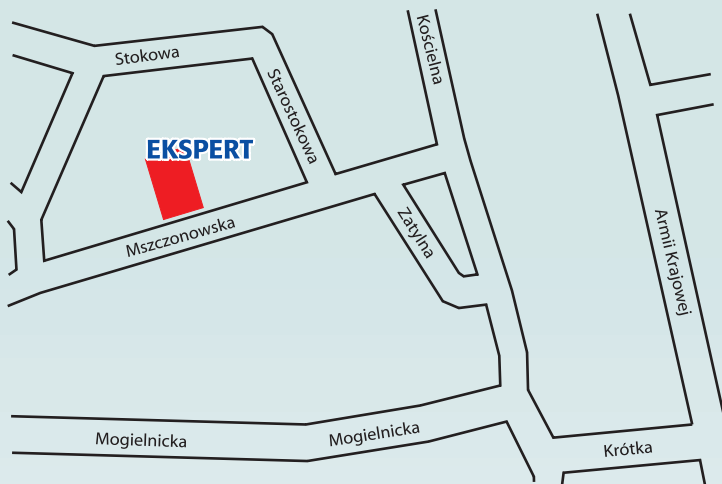 Kościelna
Stokowa
Starostokowa
EKSPERT
Mszczonowska
Zatylna
Armii Krajowej
Mogielnicka
Mogielnicka
Krótka